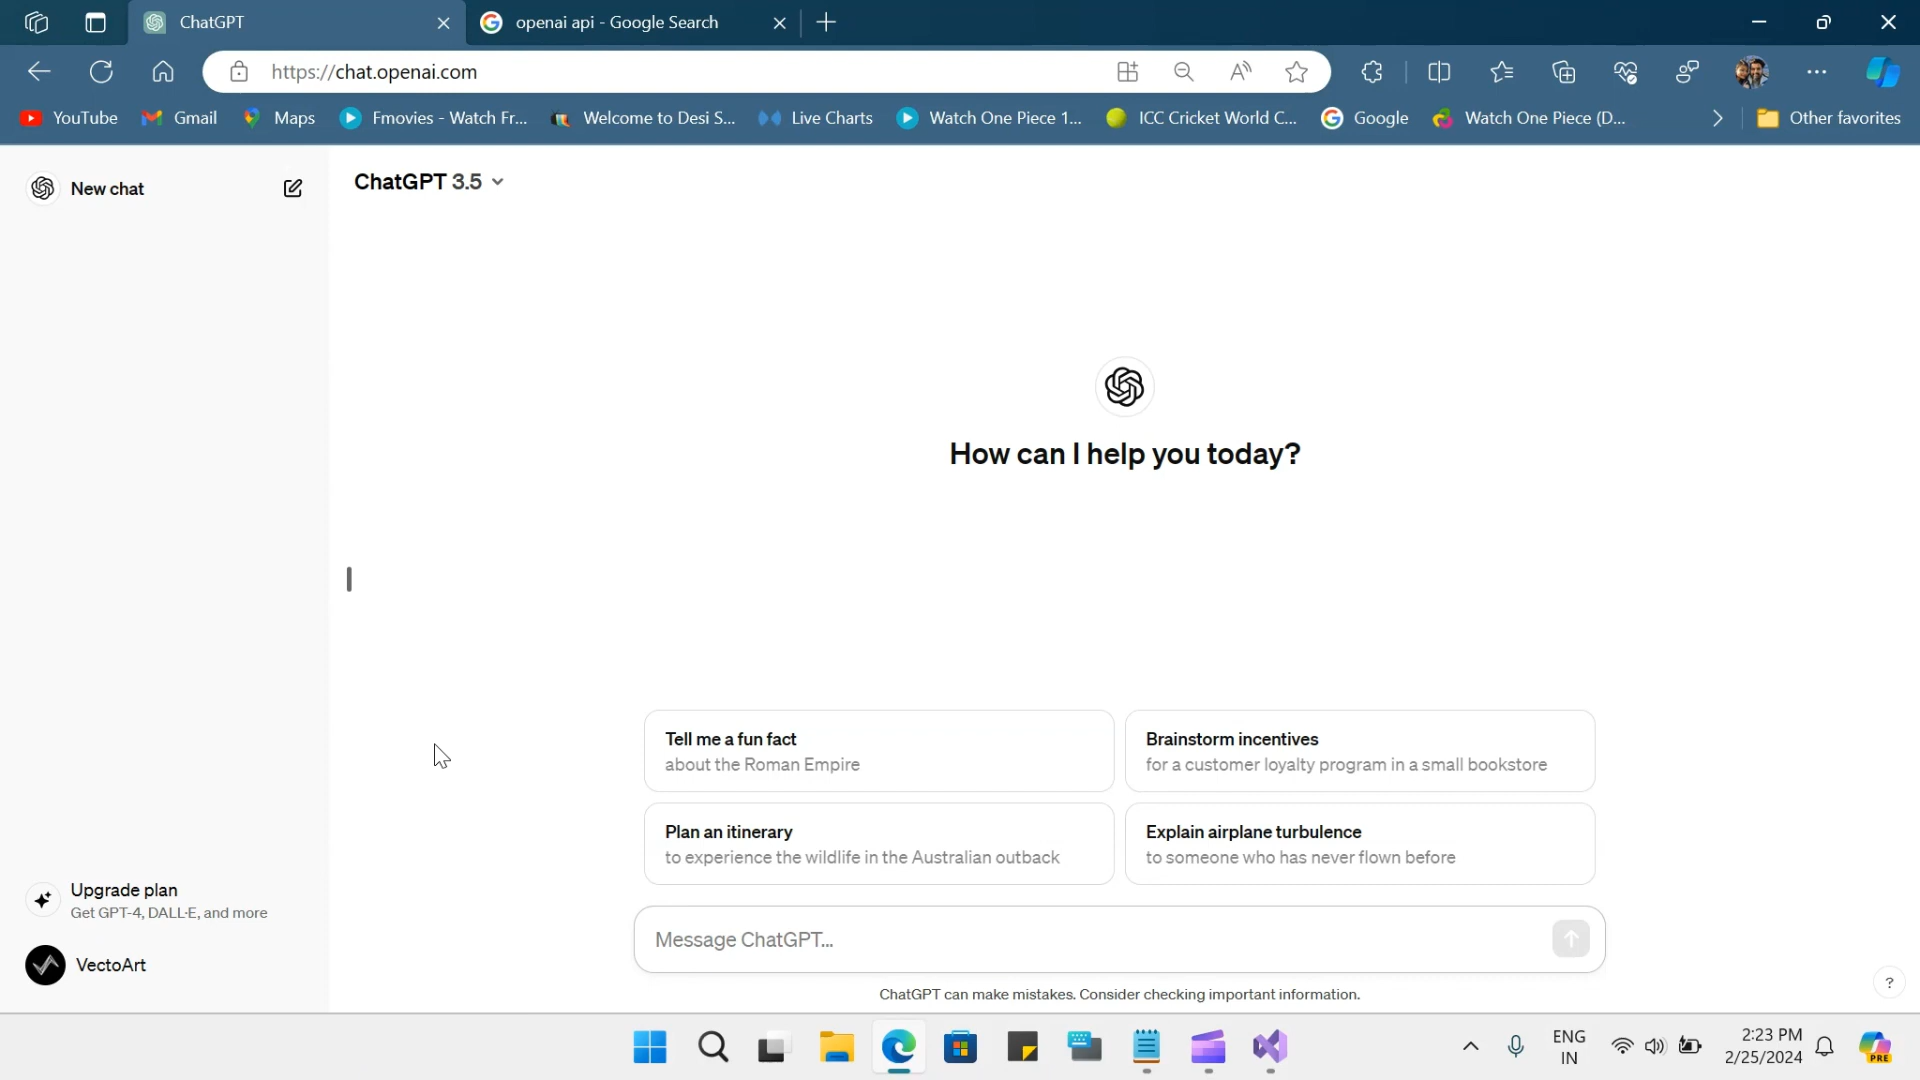 ChatGPT
openai api - Google Search
https://chat.openai.com
YouTube
Gmail
Maps
Fmovies - Watch Fr...
Welcome to Desi S...
Live Charts
Watch One Piece 1...
ICC Cricket World C...
Google
Watch One Piece (D...
Other favorites
New chat
ChatGPT 3.5
How can I help you today?
Tell me a fun fact
about the Roman Empire
Brainstorm incentives
for a customer loyalty program in a small bookstore
Plan an itinerary
to experience the wildlife in the Australian outback
Explain airplane turbulence
to someone who has never flown before
Upgrade plan
Get GPT-4, DALL·E, and more
VectoArt
Message ChatGPT...
ChatGPT can make mistakes. Consider checking important information.
?
ENG
IN
2:23 PM
2/25/2024
PRE